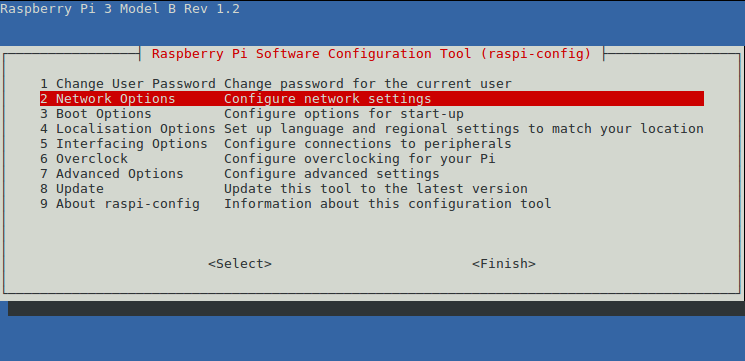 Raspberry Pi 3 Model B Rev 1.2
Raspberry Pi Software Configuration Tool (raspi-config)
1 Change User Password Change password for the current user
2 Network Options Configure network settings
3 Boot Options Configure options for start-up
4 Localisation Options Set up language and regional settings to match your location
5 Interfacing Options Configure connections to peripherals
6 Overclock Configure overclocking for your Pi
7 Advanced Options Configure advanced settings
8 Update Update this tool to the latest version
9 About raspi-config Information about this configuration tool
<Select> <Finish>